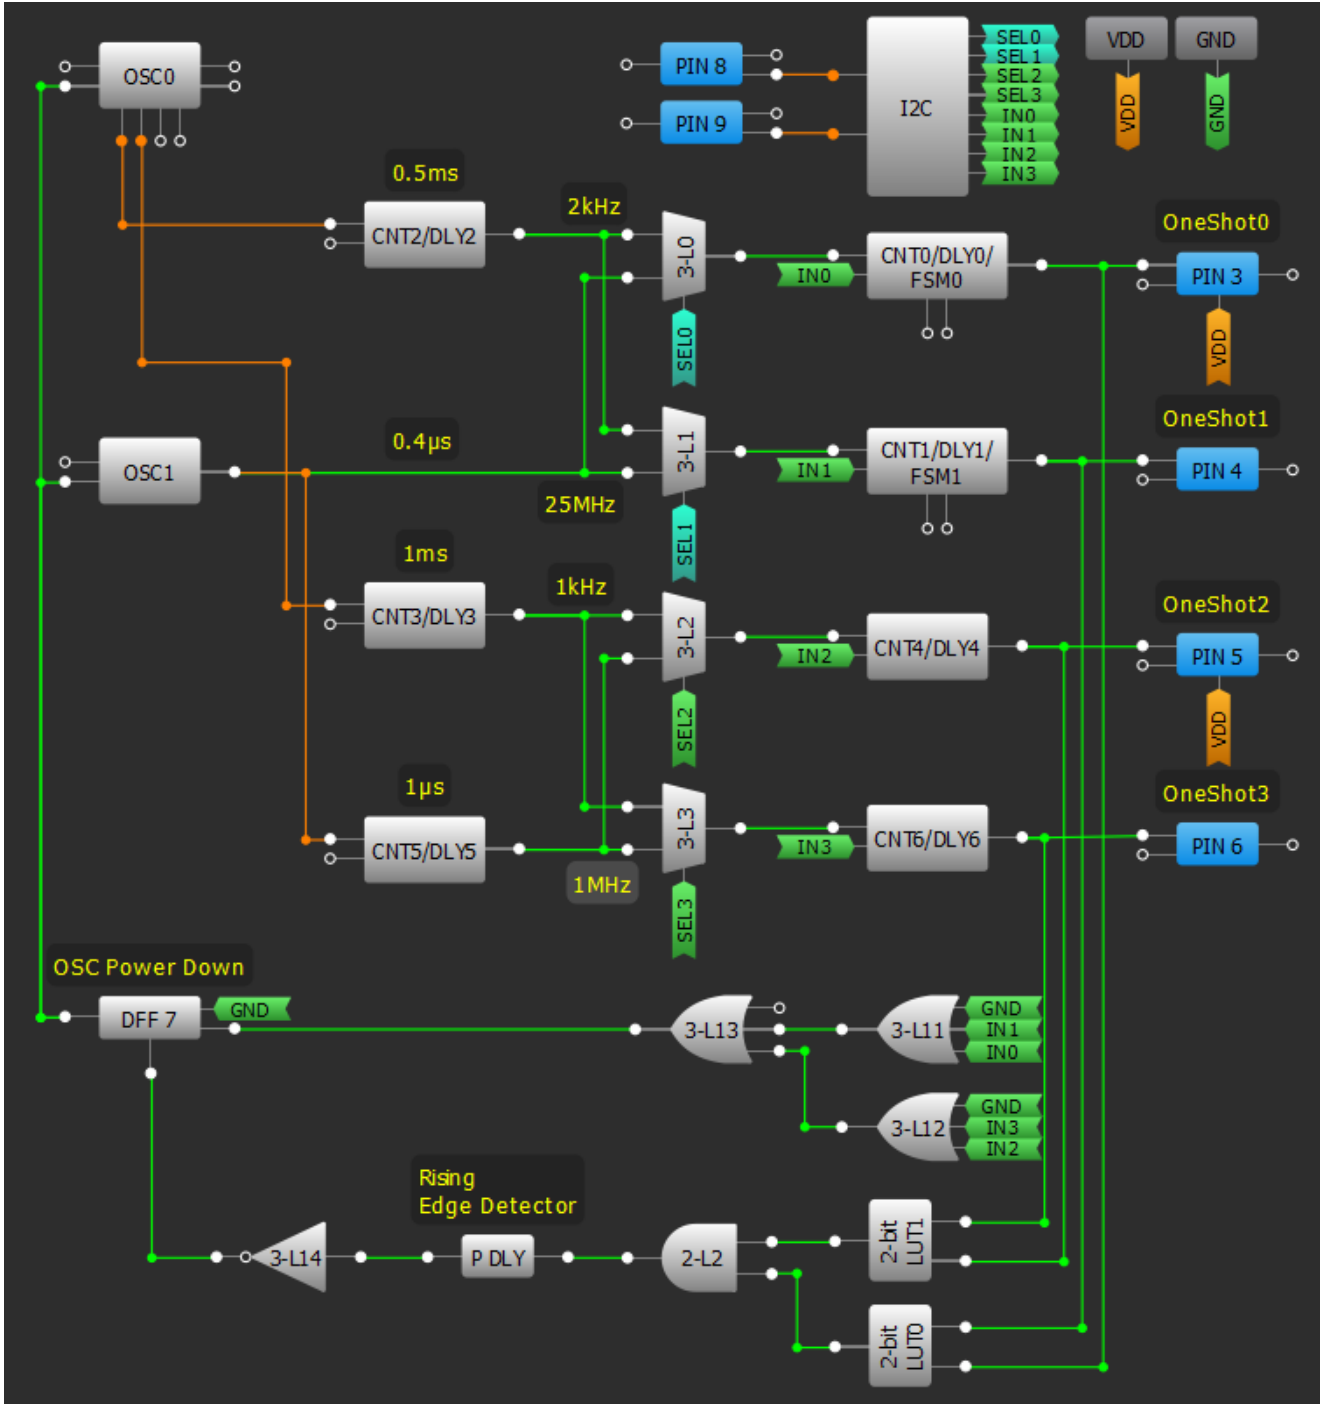 OSC0
PIN 8
PIN 9
I2C
SEL0
SEL1
SEL2
SEL3
IN0
IN1
IN2
IN3
VDD
GND
VDD
GND
0.5ms
CNT2/DLY2
2kHz
3-L0
SEL0
IN0
CNT0/DLY0/
FSM0
OneShot0
PIN 3
VDD
OSC1
0.4µs
25MHz
3-L1
SEL1
IN1
CNT1/DLY1/
FSM1
OneShot1
PIN 4
1ms
CNT3/DLY3
1kHz
3-L2
SEL2
IN2
CNT4/DLY4
OneShot2
PIN 5
VDD
1µs
CNT5/DLY5
1MHz
3-L3
SEL3
IN3
CNT6/DLY6
OneShot3
PIN 6
OSC Power Down
DFF 7
GND
3-L13
3-L11
GND
IN1
IN0
3-L12
GND
IN3
IN2
Rising
Edge Detector
3-L14
P DLY
2-L2
2-bit
LUT1
2-bit
LUT0